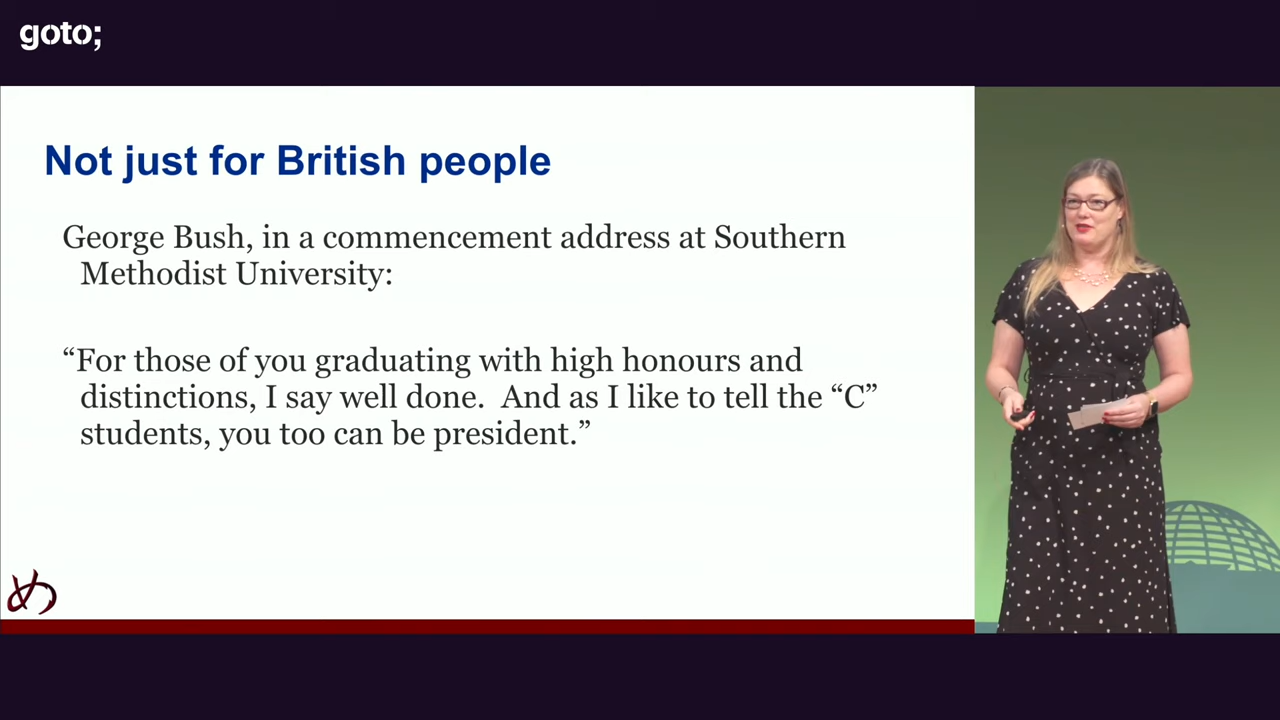 goto;
Not just for British people
George Bush, in a commencement address at Southern
Methodist University:
“For those of you graduating with high honours and
distinctions, I say well done.  And as I like to tell the “C”
students, you too can be president.”
め